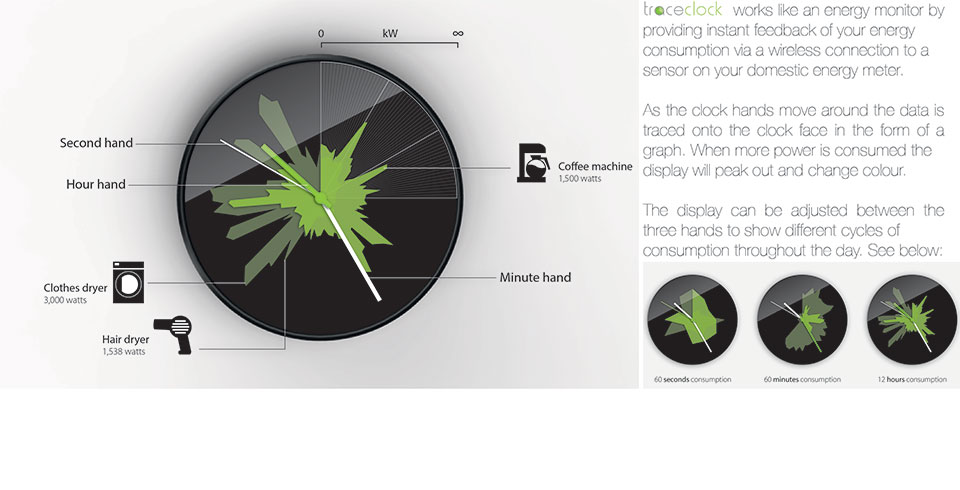 0 kW ∞
Second hand
Hour hand
Coffee machine
1,500 watts
Minute hand
Clothes dryer
3,000 watts
Hair dryer
1,538 watts
traceclock works like an energy monitor by
providing instant feedback of your energy
consumption via a wireless connection to a
sensor on your domestic energy meter.
As the clock hands move around the data is
traced onto the clock face in the form of a
graph. When more power is consumed the
display will peak out and change colour.
The display can be adjusted between the
three hands to show different cycles of
consumption throughout the day. See below:
60 seconds consumption
60 minutes consumption
12 hours consumption